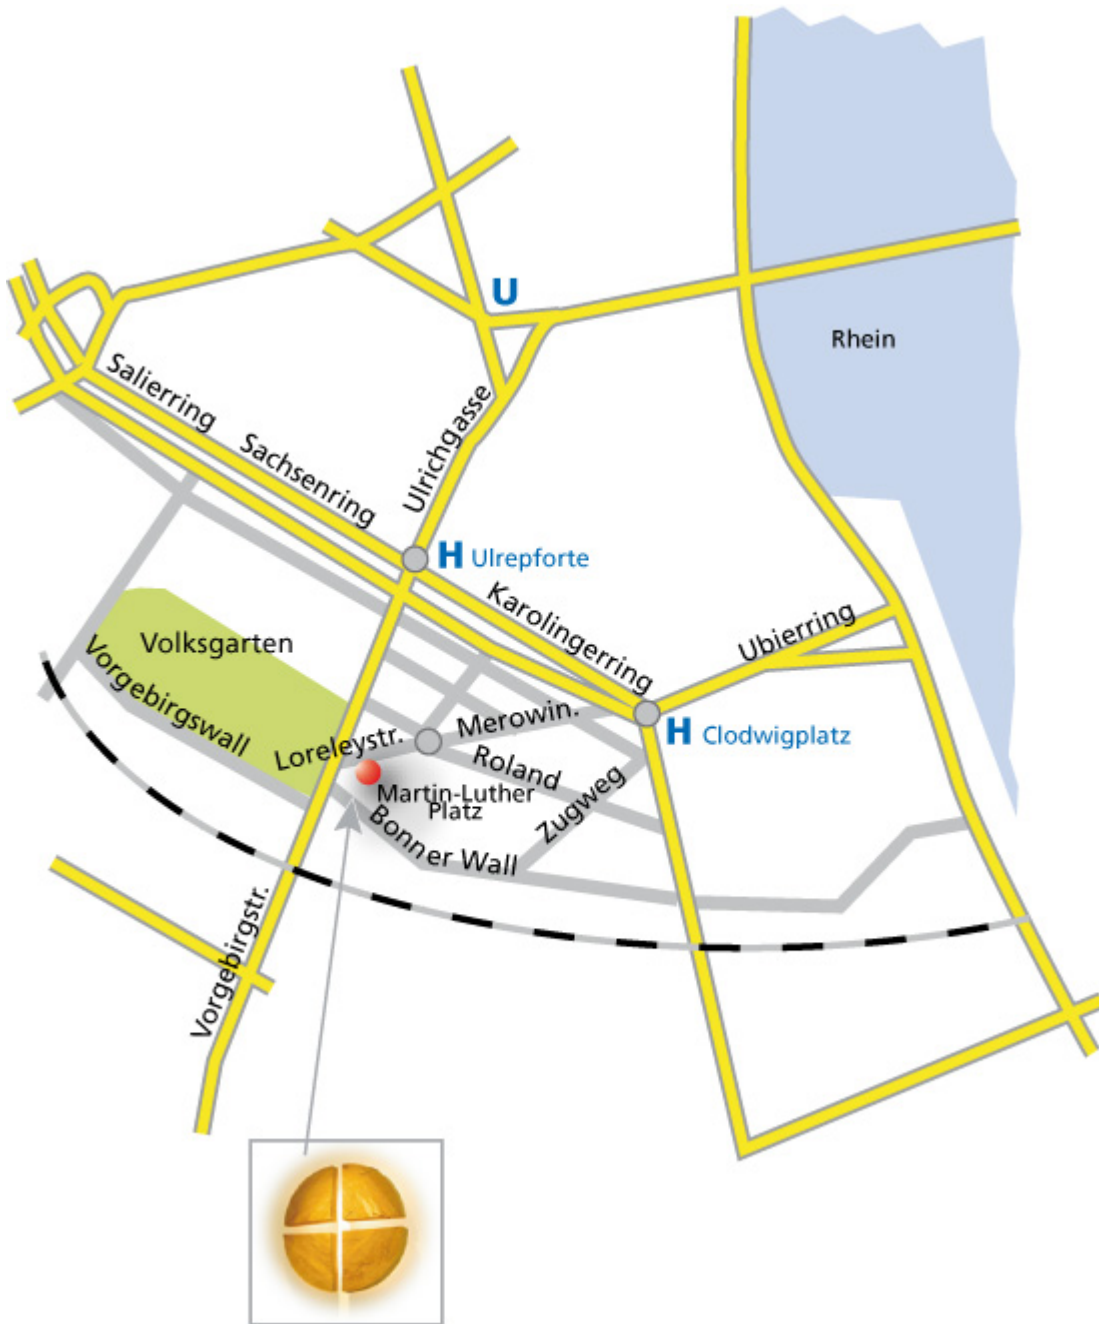 U
Rhein
Salierring
Sachsenring
Ulrichgasse
H Ulrepforte
Karolingerring
Ubierring
Volksgarten
Vorgebirgswall
Merowin.
H Clodwigplatz
Loreleystr.
Roland
Zugweg
Martin-Luther
Platz
Bonner Wall
Vorgebirgstr.